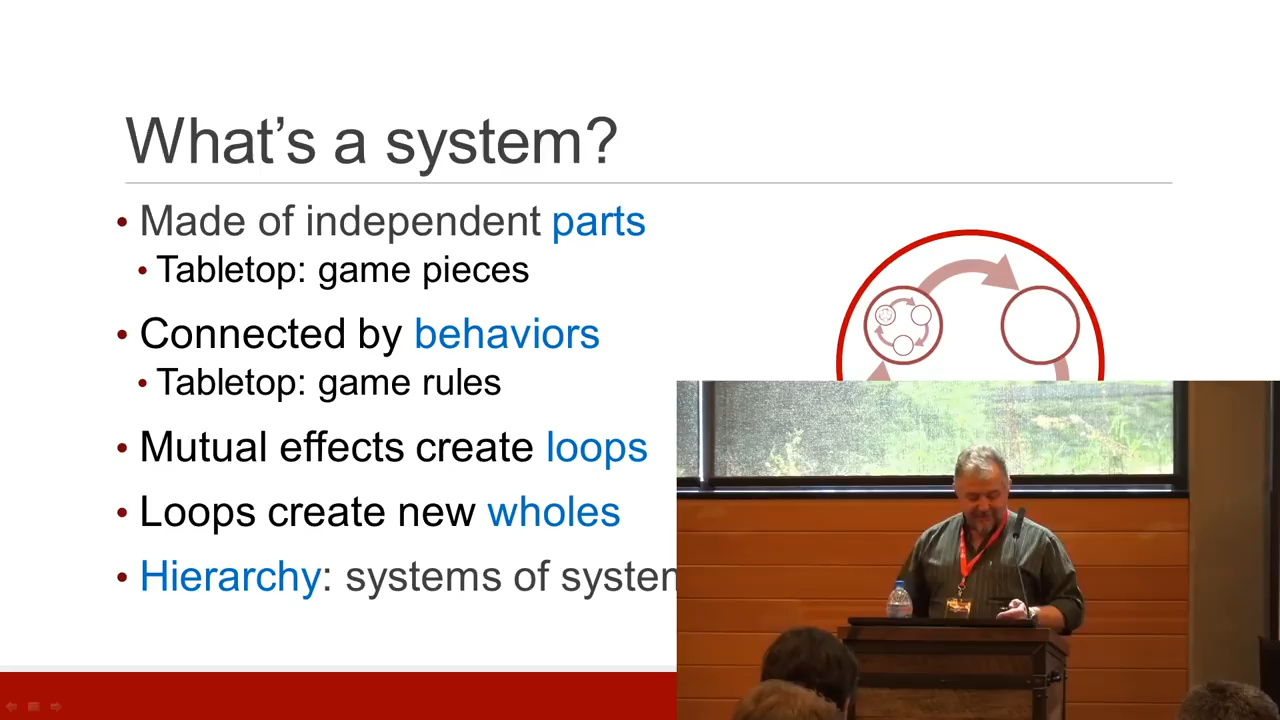 What's a system?
• Made of independent parts
• Tabletop: game pieces
• Connected by behaviors
• Tabletop: game rules
• Mutual effects create loops
• Loops create new wholes
• Hierarchy: systems of